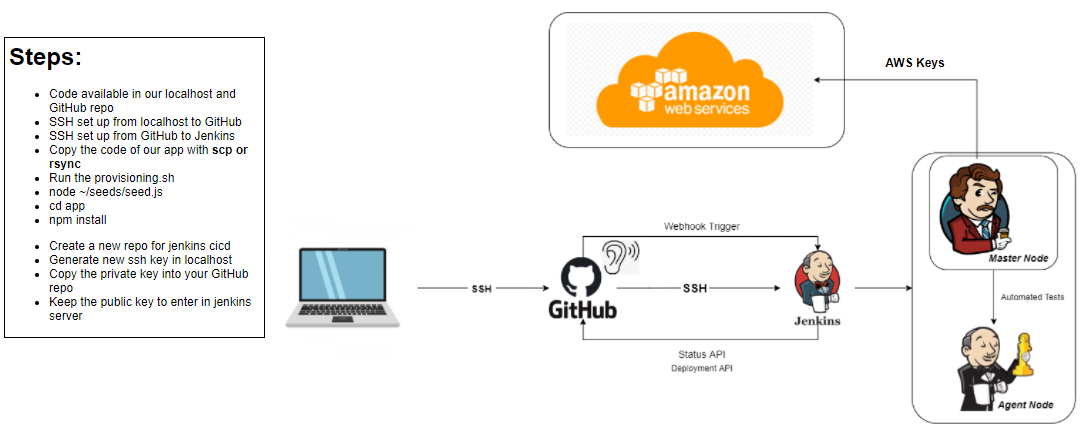 Steps:
Code available in our localhost and
GitHub repo
SSH set up from localhost to GitHub
SSH set up from GitHub to Jenkins
Copy the code of our app with scp or
rsync
Run the provisioning.sh
node ~/seeds/seed.js
cd app
npm install
Create a new repo for jenkins cicd
Generate new ssh key in localhost
Copy the private key into your GitHub
repo
Keep the public key to enter in jenkins
server
amazon
web services
AWS Keys
Webhook Trigger
SSH
GitHub
SSH
Jenkins
Status API
Deployment API
Master Node
Automated Tests
Agent Node